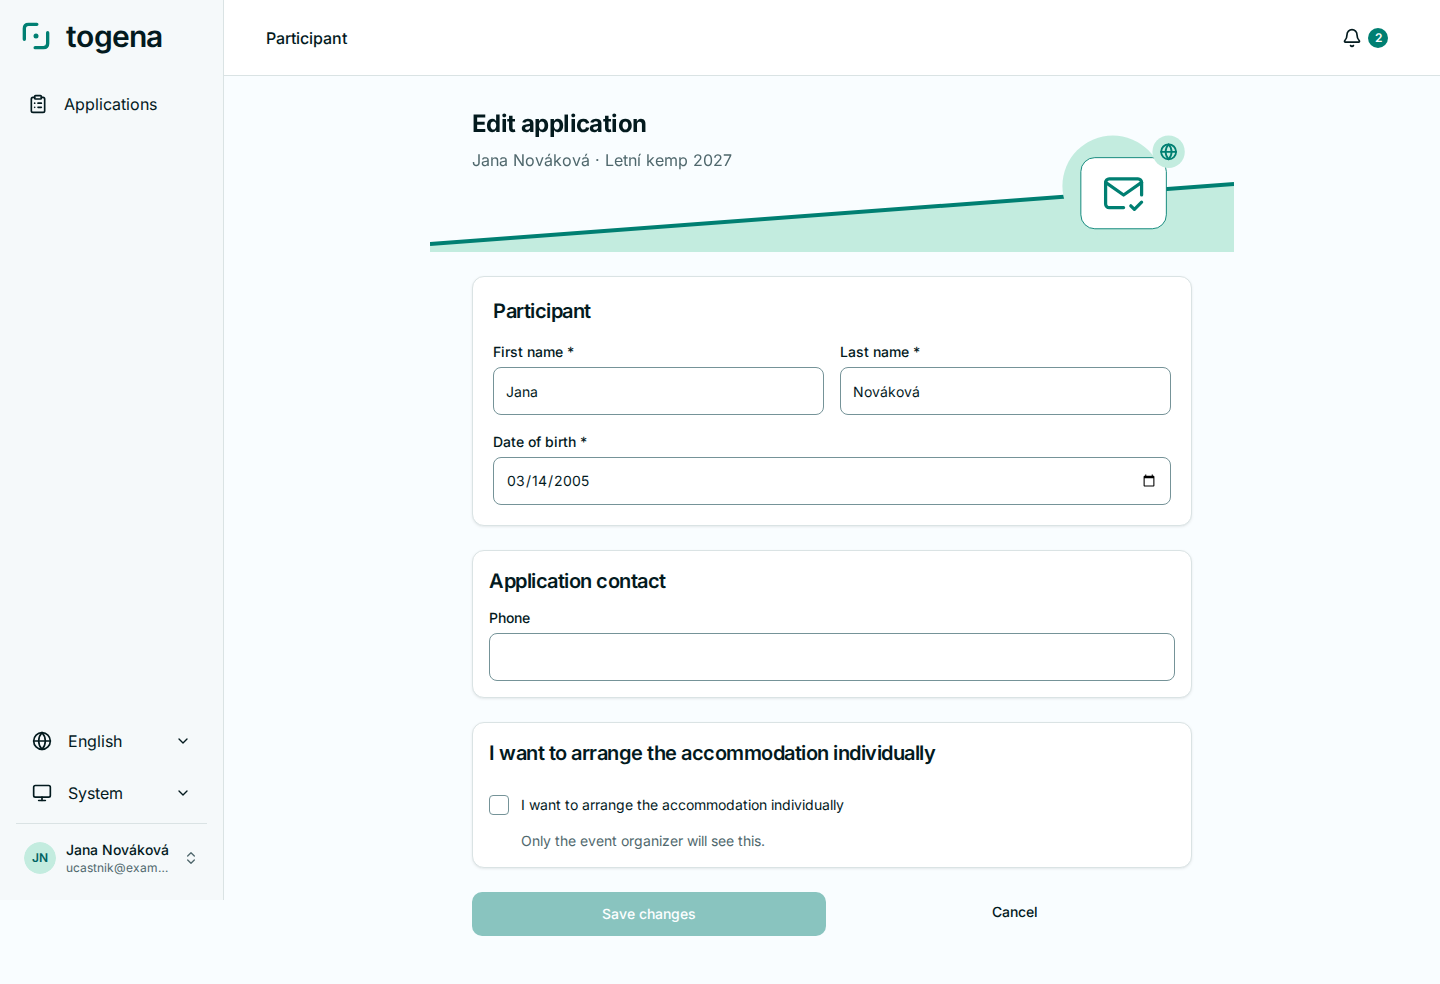 togena
Participant
2
Applications
Edit application
Jana Nováková · Letní kemp 2027
Participant
First name *
Last name *
Jana
Nováková
Date of birth *
03/14/2005
Application contact
Phone
I want to arrange the accommodation individually
I want to arrange the accommodation individually
Only the event organizer will see this.
Save changes
Cancel
English
System
JN
Jana Nováková
ucastnik@exam...